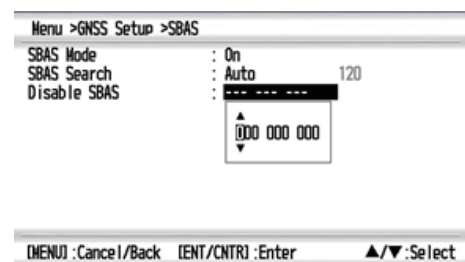 Menu >GNSS Setup >SBAS
SBAS Mode : On
SBAS Search : Auto 120
Disable SBAS : --- --- ---
000 000 000
[MENU] :Cancel/Back [ENT/CNTR] :Enter ▲/▼ :Select